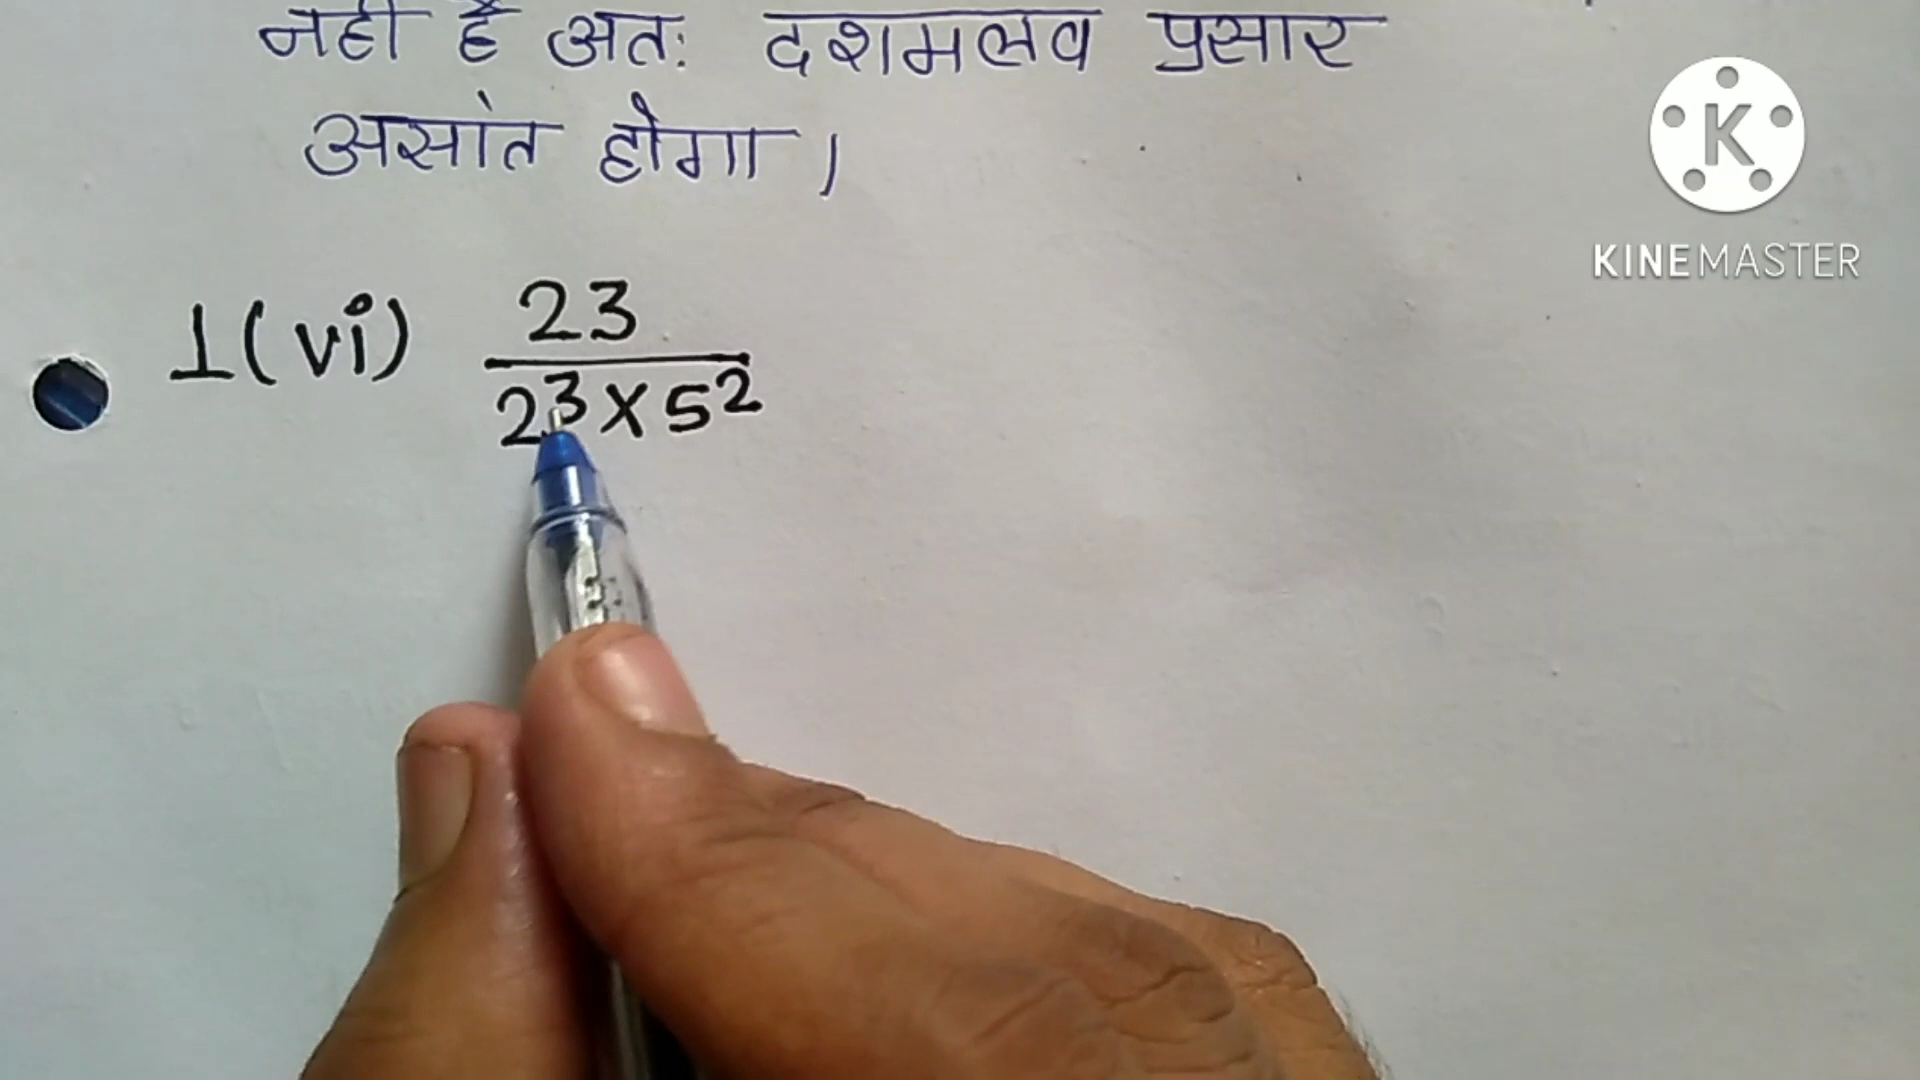 नही है अतः दशमलव प्रसार
असांत होगा ।
K
KINEMASTER
1(vi) 23
2³×5²